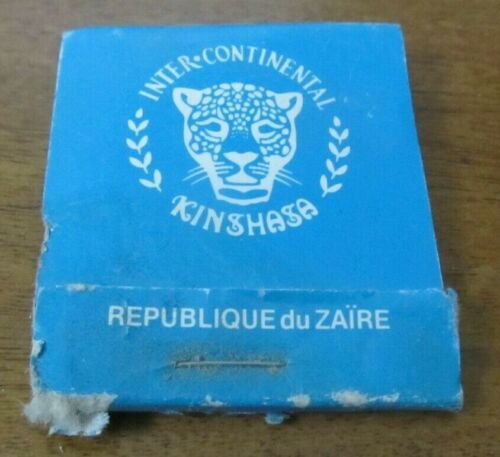 INTER·CONTINENTAL
KINSHASA
REPUBLIQUE du ZAÏRE